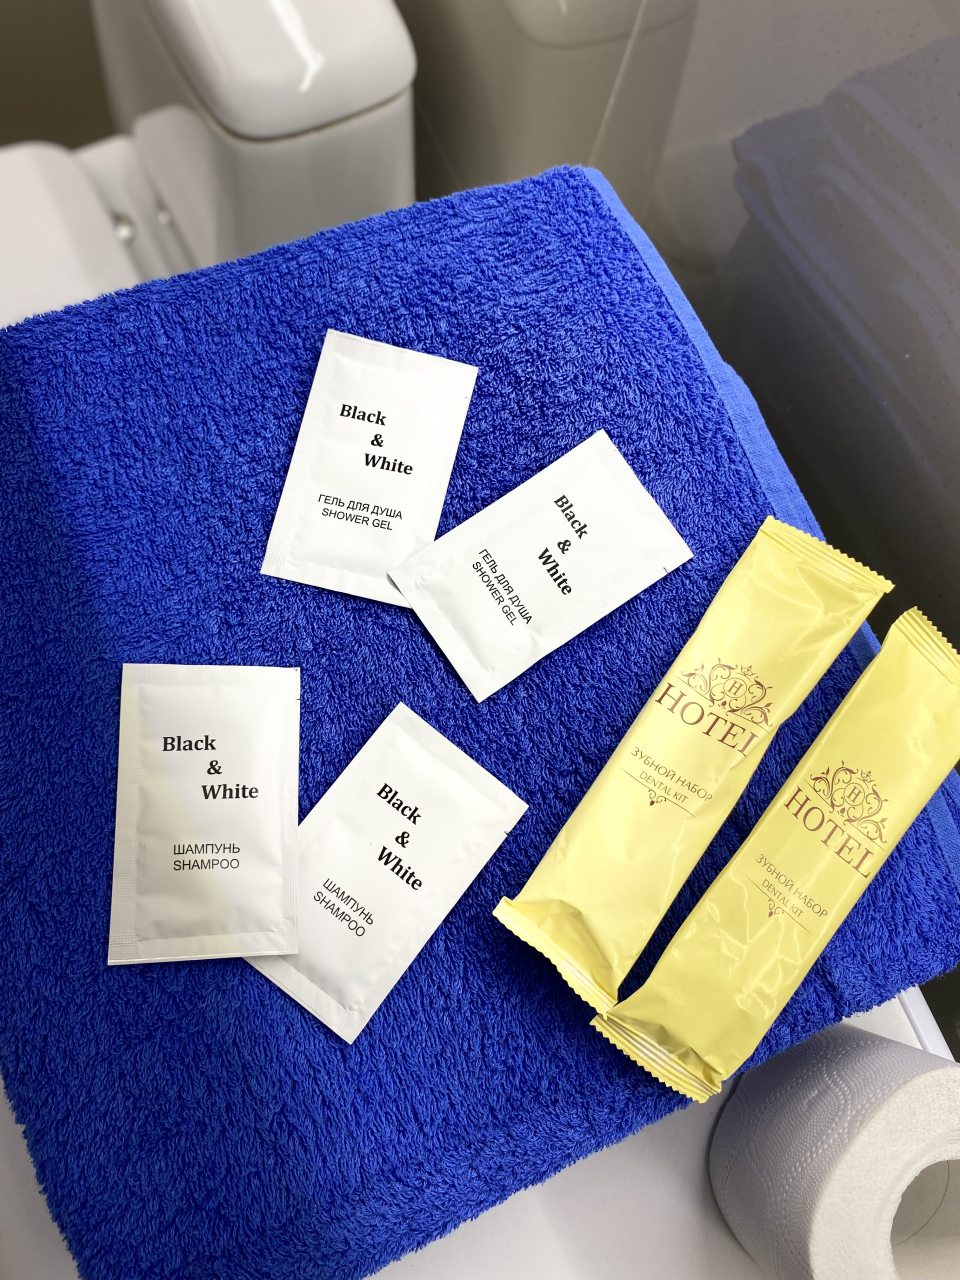 Black
&
White
ГЕЛЬ ДЛЯ ДУША
SHOWER GEL
Black
&
White
ГЕЛЬ ДЛЯ ДУША
SHOWER GEL
Black
&
White
ШАМПУНЬ
SHAMPOO
Black
&
White
ШАМПУНЬ
SHAMPOO
H
HOTEL
ЗУБНОЙ НАБОР
DENTAL KIT
H
HOTEL
ЗУБНОЙ НАБОР
DENTAL KIT